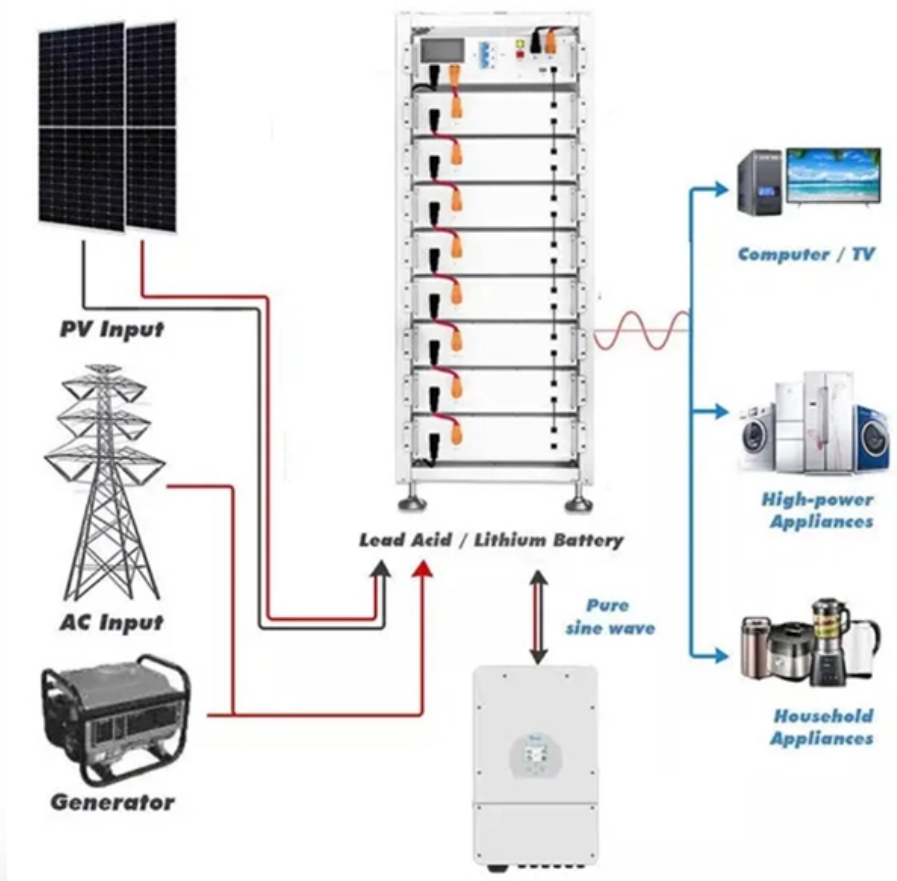 PV Input
AC Input
Generator
Lead Acid / Lithium Battery
Pure
sine wave
Computer / TV
High-power
Appliances
Household
Appliances